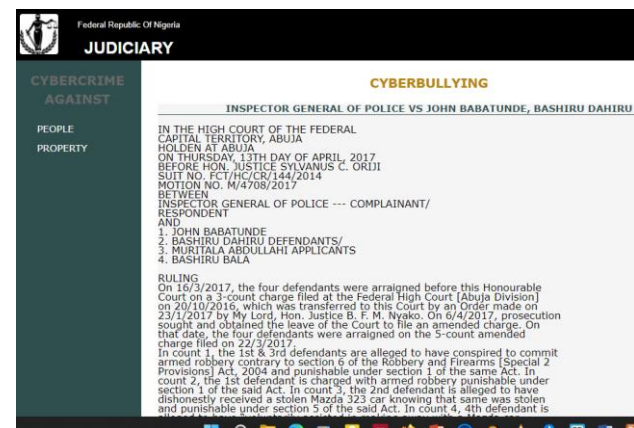 Federal Republic Of Nigeria
JUDICIARY
CYBERCRIME
AGAINST
PEOPLE
PROPERTY
CYBERBULLYING
INSPECTOR GENERAL OF POLICE VS JOHN BABATUNDE, BASHIRU DAHIRU
IN THE HIGH COURT OF THE FEDERAL
CAPITAL TERRITORY, ABUJA
HOLDEN AT ABUJA
ON THURSDAY, 13TH DAY OF APRIL, 2017
BEFORE HON. JUSTICE SYLVANUS C. ORIJI
SUIT NO. FCT/HC/CR/144/2014
MOTION NO. M/4708/2017
BETWEEN
INSPECTOR GENERAL OF POLICE --- COMPLAINANT/
RESPONDENT
AND
1. JOHN BABATUNDE
2. BASHIRU DAHIRU DEFENDANTS/
3. MURITALA ABDULLAHI APPLICANTS
4. BASHIRU BALA
RULING
On 16/3/2017, the four defendants were arraigned before this Honourable
Court on a 3-count charge filed at the Federal High Court [Abuja Division]
on 20/10/2016, which was transferred to this Court by an Order made on
23/1/2017 by My Lord, Hon. Justice B. F. M. Nyako. On 6/4/2017, prosecution
sought and obtained the leave of the Court to file an amended charge. On
that date, the four defendants were arraigned on the 5-count amended
charge filed on 22/3/2017.
In count 1, the 1st & 3rd defendants are alleged to have conspired to commit
armed robbery contrary to section 6 of the Robbery and Firearms [Special 2
Provisions] Act, 2004 and punishable under section 1 of the same Act. In
count 2, the 1st defendant is charged with armed robbery punishable under
section 1 of the said Act. In count 3, the 2nd defendant is alleged to have
dishonestly received a stolen Mazda 323 car knowing that same was stolen
and punishable under section 5 of the said Act. In count 4, 4th defendant is